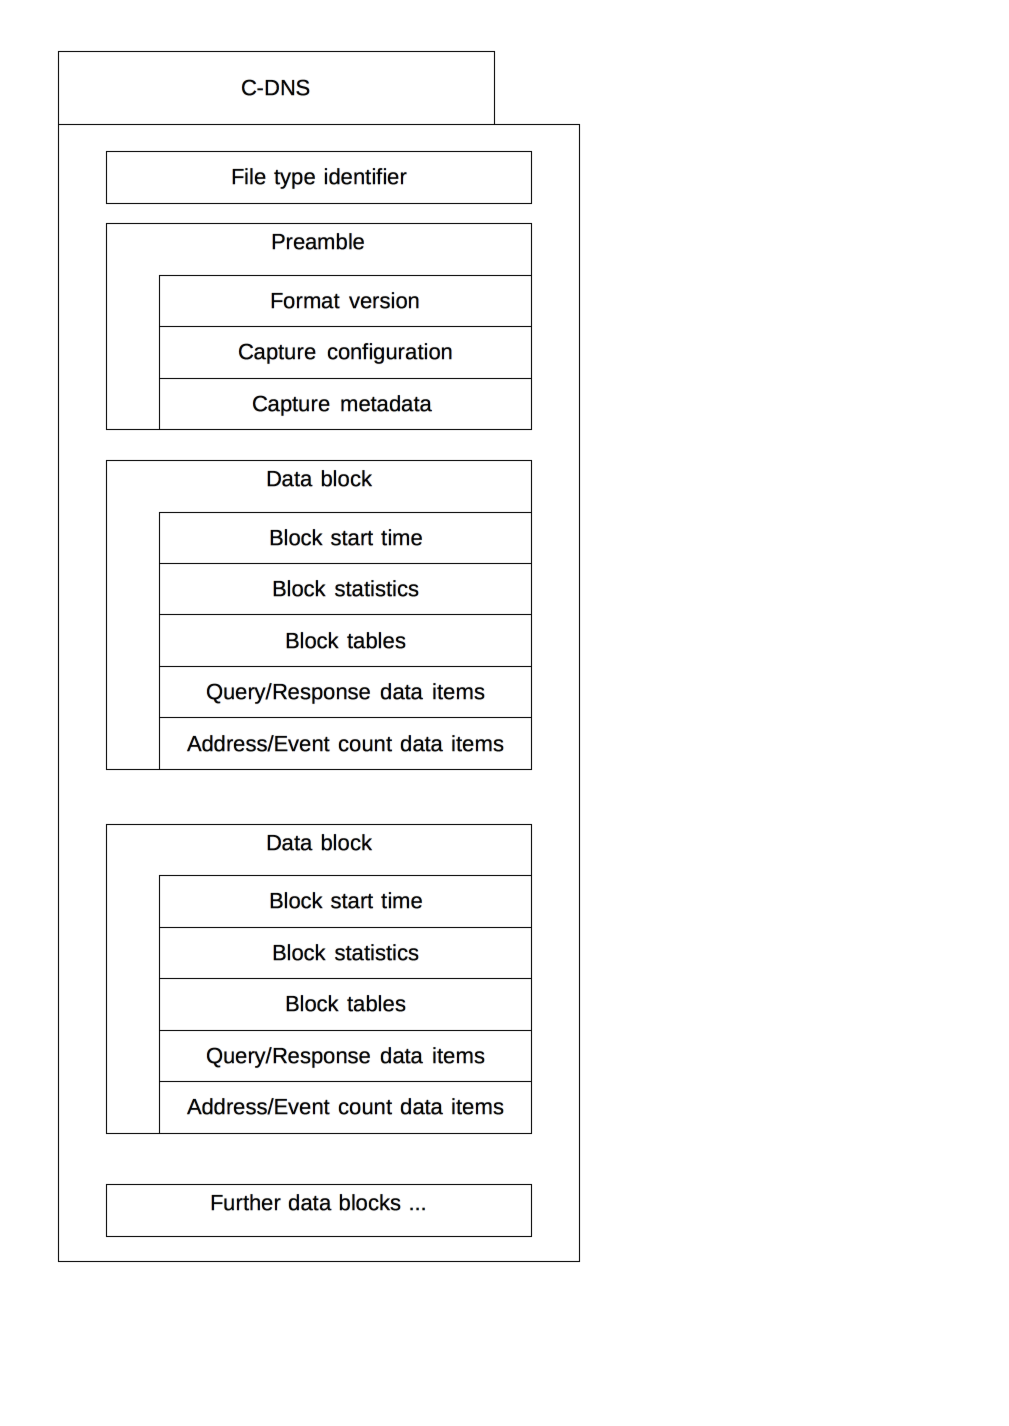 C-DNS
File type identifier
Preamble
Format version
Capture configuration
Capture metadata
Data block
Block start time
Block statistics
Block tables
Query/Response data items
Address/Event count data items
Data block
Block start time
Block statistics
Block tables
Query/Response data items
Address/Event count data items
Further data blocks ...